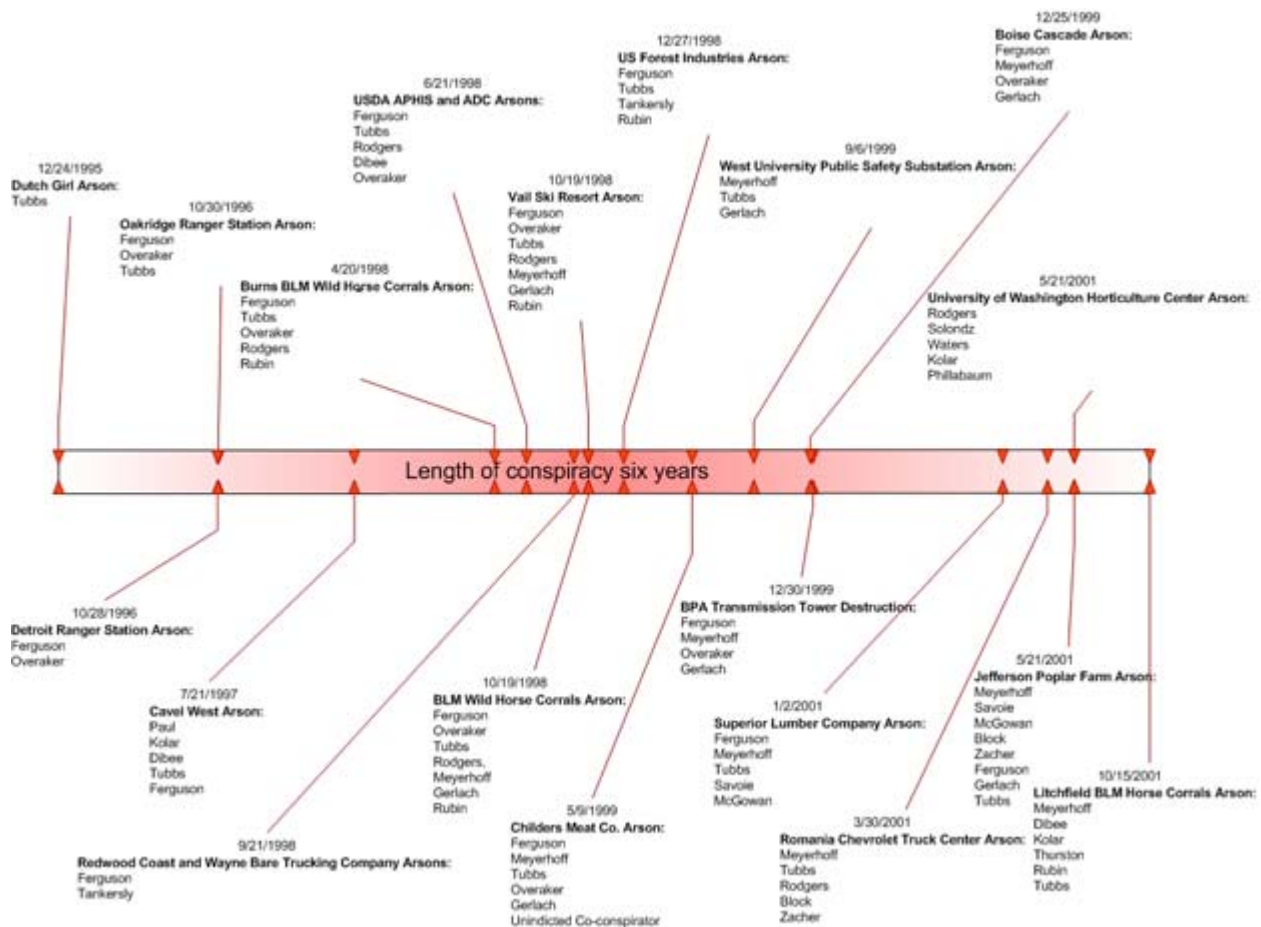 12/25/1999
Boise Cascade Arson:
Ferguson
Meyerhoff
Overaker
Gerlach
12/27/1998
US Forest Industries Arson:
Ferguson
Tubbs
Tankersly
Rubin
6/21/1998
USDA APHIS and ADC Arsons:
Ferguson
Tubbs
Rodgers
Dibee
Overaker
9/6/1999
West University Public Safety Substation Arson:
Meyerhoff
Tubbs
Gerlach
12/24/1995
Dutch Girl Arson:
Tubbs
10/19/1998
Vail Ski Resort Arson:
Ferguson
Overaker
Tubbs
Rodgers
Meyerhoff
Gerlach
Rubin
10/30/1996
Oakridge Ranger Station Arson:
Ferguson
Overaker
Tubbs
4/20/1998
Burns BLM Wild Horse Corrals Arson:
Ferguson
Tubbs
Overaker
Rodgers
Rubin
5/21/2001
University of Washington Horticulture Center Arson:
Rodgers
Solondz
Waters
Kolar
Phillabaum
Length of conspiracy six years
10/28/1996
Detroit Ranger Station Arson:
Ferguson
Overaker
7/21/1997
Cavel West Arson:
Paul
Kolar
Dibee
Tubbs
Ferguson
9/21/1998
Redwood Coast and Wayne Bare Trucking Company Arsons:
Ferguson
Tankersly
10/19/1998
BLM Wild Horse Corrals Arson:
Ferguson
Overaker
Tubbs
Rodgers,
Meyerhoff
Gerlach
Rubin
5/9/1999
Childers Meat Co. Arson:
Ferguson
Meyerhoff
Tubbs
Overaker
Gerlach
Unindicted Co-conspirator
12/30/1999
BPA Transmission Tower Destruction:
Ferguson
Meyerhoff
Overaker
Gerlach
1/2/2001
Superior Lumber Company Arson:
Ferguson
Meyerhoff
Tubbs
Savoie
McGowan
3/30/2001
Romania Chevrolet Truck Center Arson:
Meyerhoff
Tubbs
Rodgers
Block
Zacher
5/21/2001
Jefferson Poplar Farm Arson:
Meyerhoff
Savoie
McGowan
Block
Zacher
Ferguson
Gerlach
Tubbs
10/15/2001
Litchfield BLM Horse Corrals Arson:
Meyerhoff
Dibee
Kolar
Thurston
Rubin
Tubbs